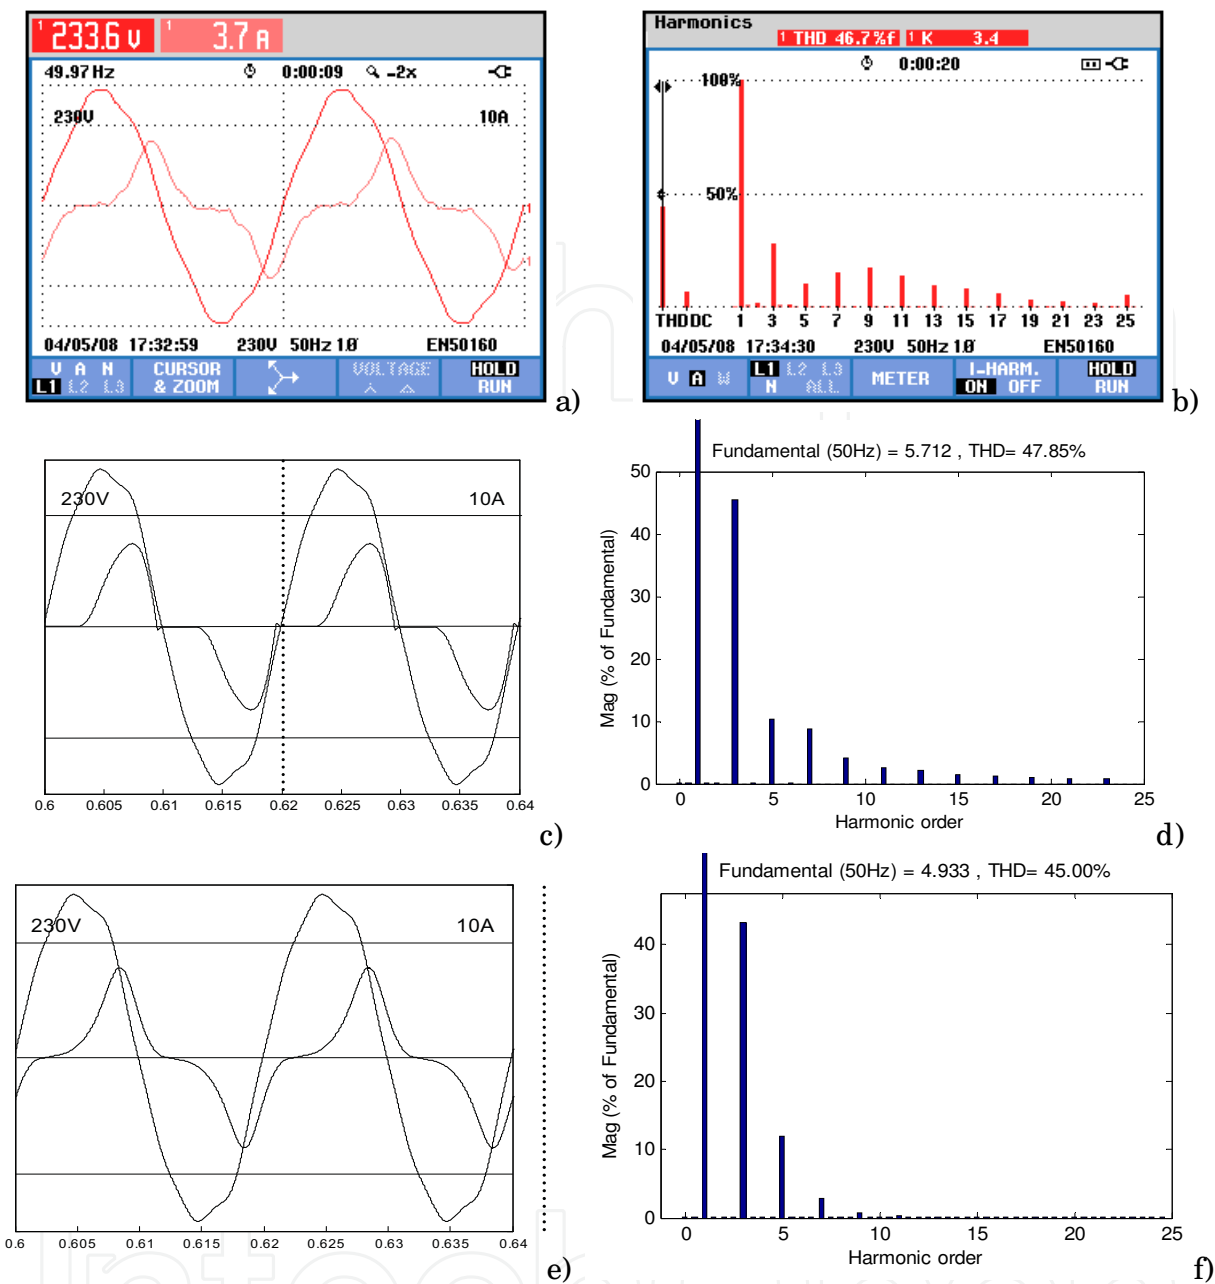 1 233.6 V 1 3.7 A
49.97 Hz 0:00:09 -2x
230V 10A
1
1
04/05/08 17:32:59 230V 50Hz 1Ø EN50160
V A N CURSOR VOLTAGE HOLD
L1 L2 L3 & ZOOM RUN
a)
Harmonics
1 THD 46.7%f 1 K 3.4
0:00:20
100%
50%
THDDC 1 3 5 7 9 11 13 15 17 19 21 23 25
04/05/08 17:34:30 230V 50Hz 1Ø EN50160
V A W L1 L2 L3 METER I-HARM. HOLD
N ALL ON OFF RUN
b)
230V 10A
0.6 0.605 0.61 0.615 0.62 0.625 0.63 0.635 0.64
c)
Fundamental (50Hz) = 5.712 , THD= 47.85%
50
40
30
20
10
0
Mag (% of Fundamental)
0 5 10 15 20 25
Harmonic order
d)
230V 10A
0.6 0.605 0.61 0.615 0.62 0.625 0.63 0.635 0.64
e)
Fundamental (50Hz) = 4.933 , THD= 45.00%
40
30
20
10
0
Mag (% of Fundamental)
0 5 10 15 20 25
Harmonic order
f)